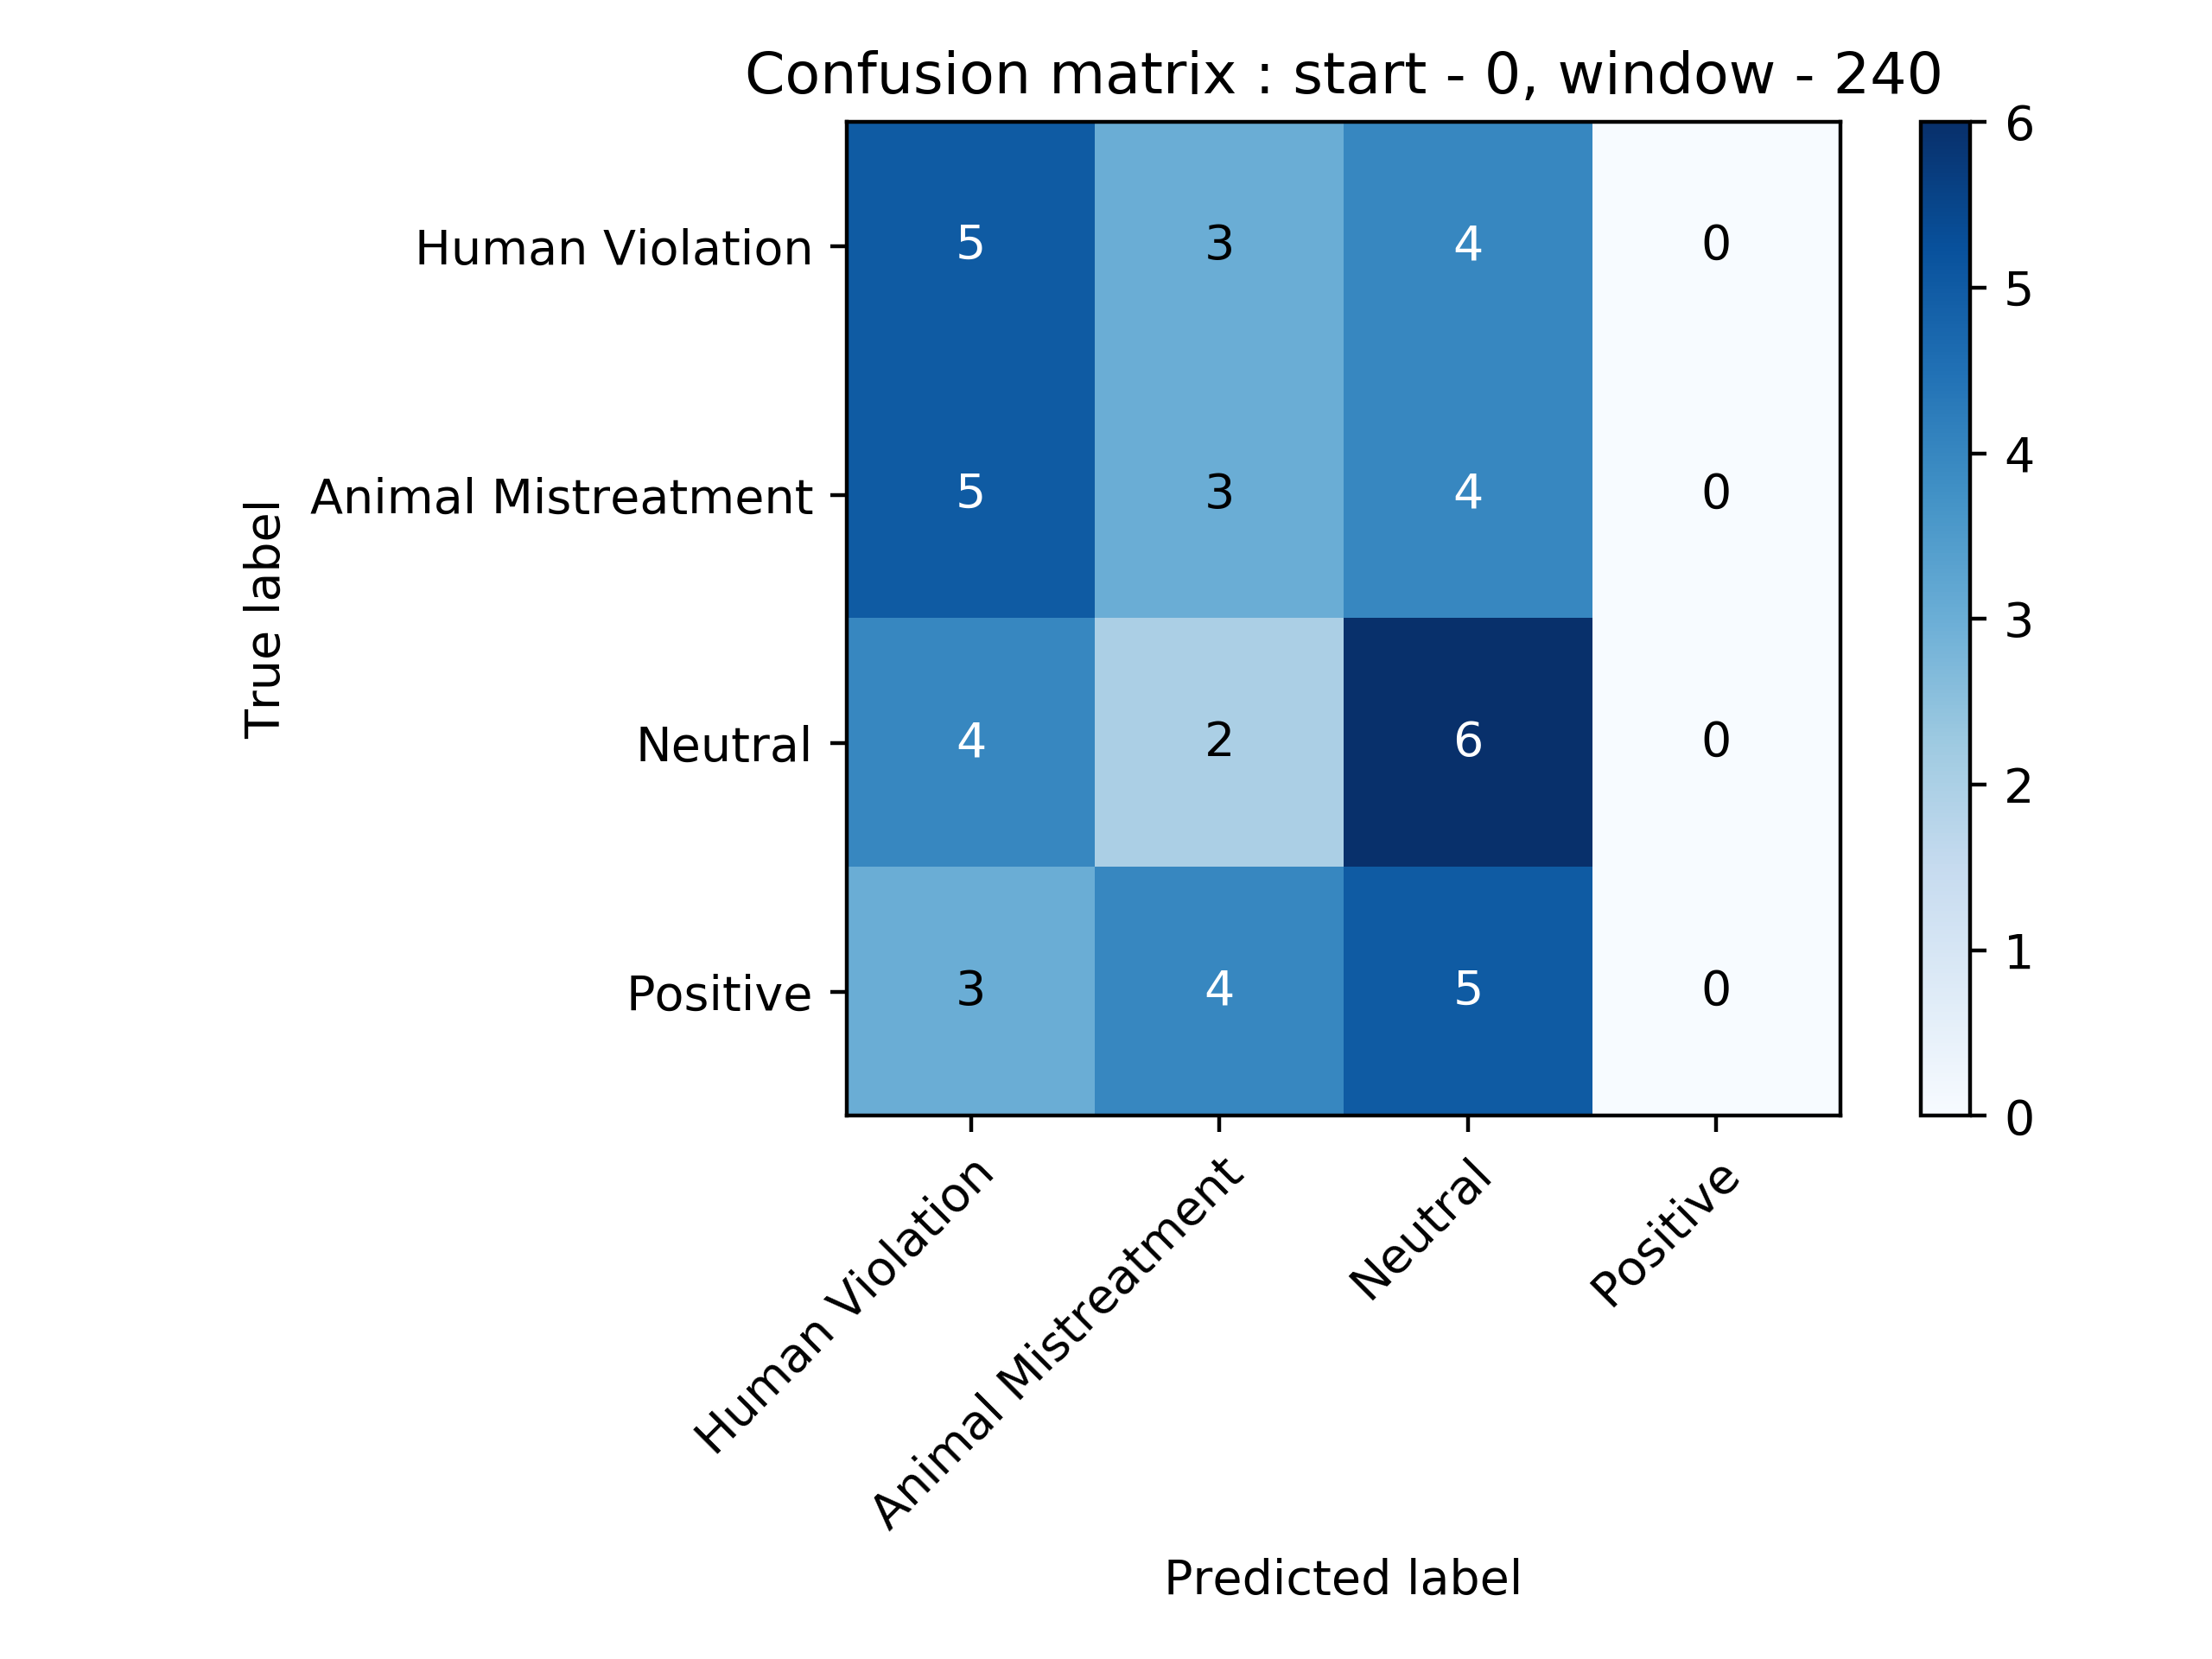 Confusion matrix : start - 0, window - 240
True label
Human Violation
5 3 4 0
Animal Mistreatment
5 3 4 0
Neutral
4 2 6 0
Positive
3 4 5 0
Human Violation
Animal Mistreatment
Neutral
Positive
Predicted label
6
5
4
3
2
1
0